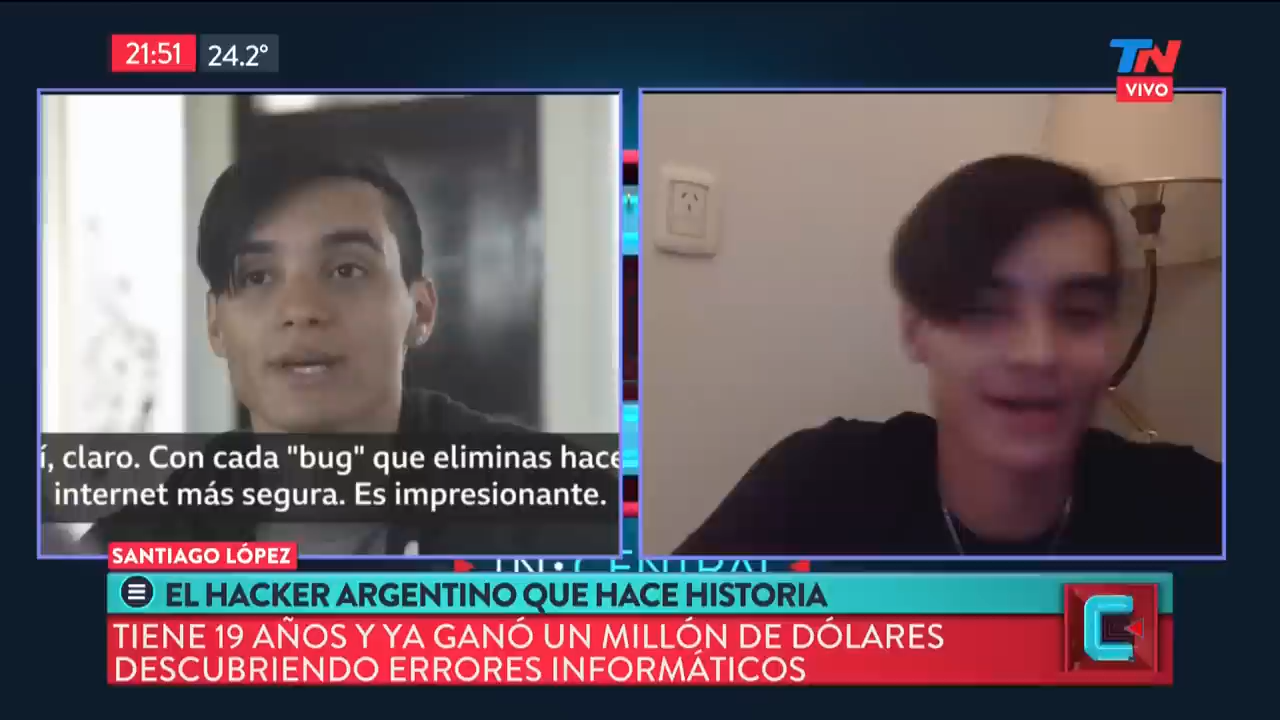 21:51 24.2°
TN
VIVO
í, claro. Con cada "bug" que eliminas hace
internet más segura. Es impresionante.
SANTIAGO LÓPEZ
EL HACKER ARGENTINO QUE HACE HISTORIA
TIENE 19 AÑOS Y YA GANÓ UN MILLÓN DE DÓLARES
DESCUBRIENDO ERRORES INFORMÁTICOS